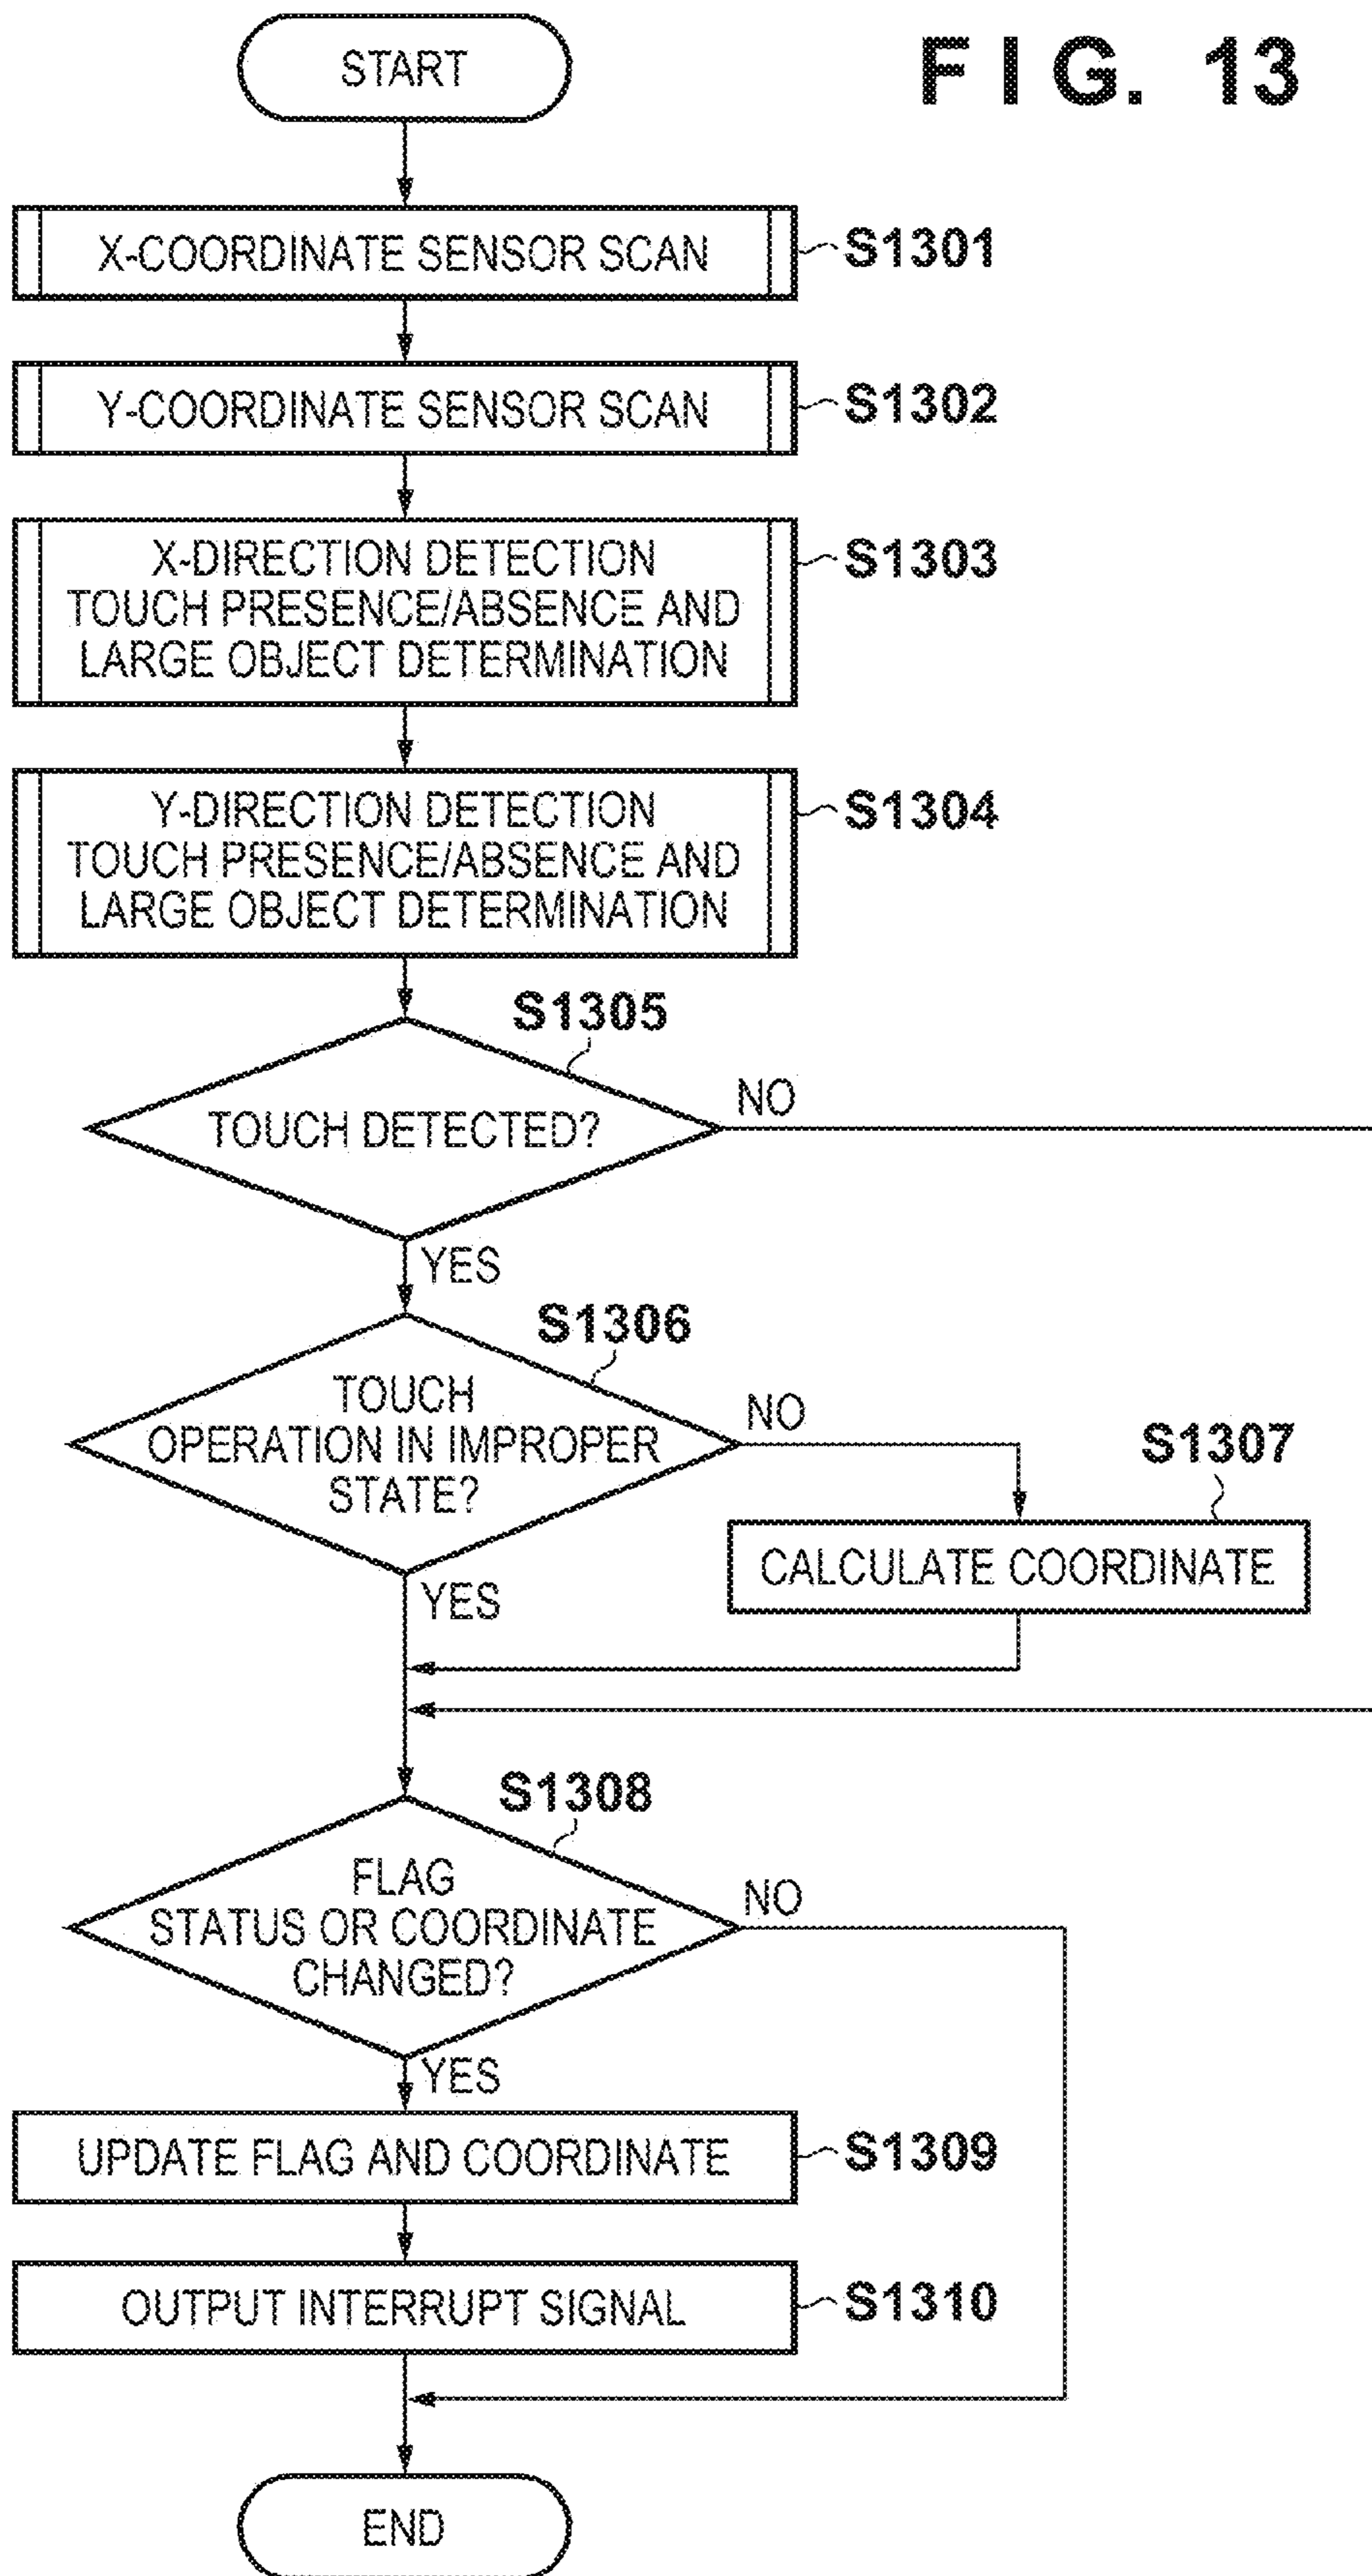 FIG. 13
START
X-COORDINATE SENSOR SCAN
S1301
Y-COORDINATE SENSOR SCAN
S1302
X-DIRECTION DETECTION
TOUCH PRESENCE/ABSENCE AND
LARGE OBJECT DETERMINATION
S1303
Y-DIRECTION DETECTION
TOUCH PRESENCE/ABSENCE AND
LARGE OBJECT DETERMINATION
S1304
S1305
TOUCH DETECTED?
NO
YES
S1306
TOUCH
OPERATION IN IMPROPER
STATE?
NO
S1307
CALCULATE COORDINATE
YES
S1308
FLAG
STATUS OR COORDINATE
CHANGED?
NO
YES
UPDATE FLAG AND COORDINATE
S1309
OUTPUT INTERRUPT SIGNAL
S1310
END